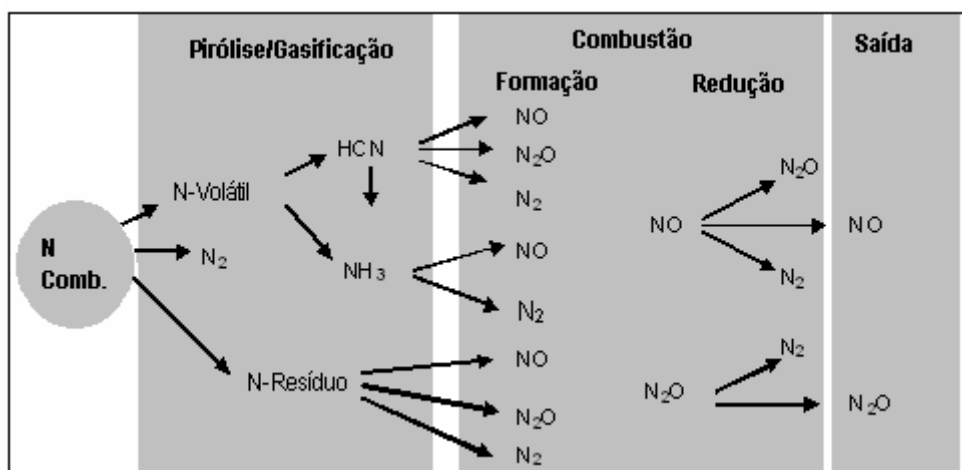 Pirólise/Gasificação
Combustão
Saída
Formação
Redução
N
Comb.
N-Volátil
N₂
N-Resíduo
HCN
NH₃
NO
N₂O
N₂
NO
N₂
NO
N₂O
N₂
NO
N₂O
N₂
N₂O
N₂
NO
N₂O